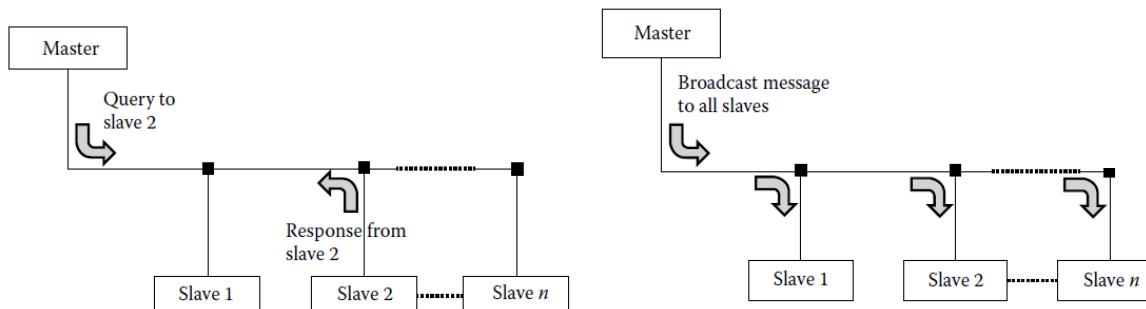 Master
Query to
slave 2
Response from
slave 2
Slave 1
Slave 2
Slave n
Master
Broadcast message
to all slaves
Slave 1
Slave 2
Slave n